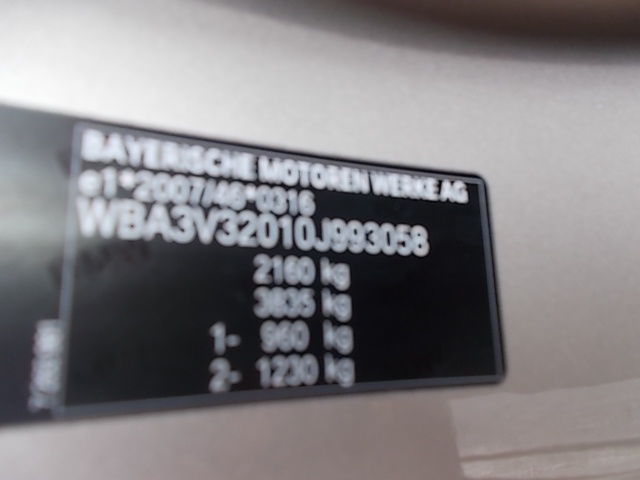 BAYERISCHE MOTOREN WERKE AG
e1*2007/46*0316
WBA3V32010J993058
2160 kg
3835 kg
1- 960 kg
2- 1230 kg